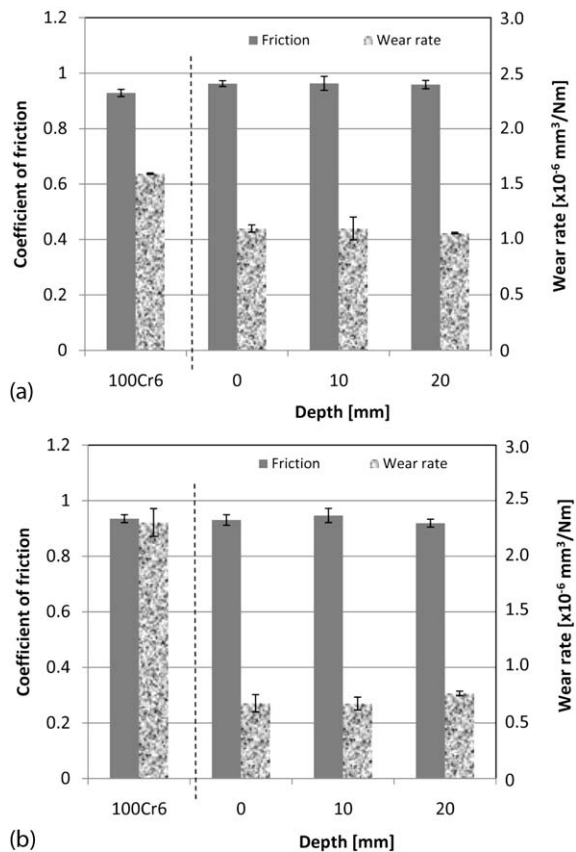 1.2
1
0.8
0.6
0.4
0.2
0
Coefficient of friction
Friction
Wear rate
3.0
2.5
2.0
1.5
1.0
0.5
0
Wear rate [x10-6 mm3/Nm]
100Cr6
0
10
20
Depth [mm]
(a)
1.2
1
0.8
0.6
0.4
0.2
0
Coefficient of friction
Friction
Wear rate
3.0
2.5
2.0
1.5
1.0
0.5
0
Wear rate [x10-6 mm3/Nm]
100Cr6
0
10
20
Depth [mm]
(b)